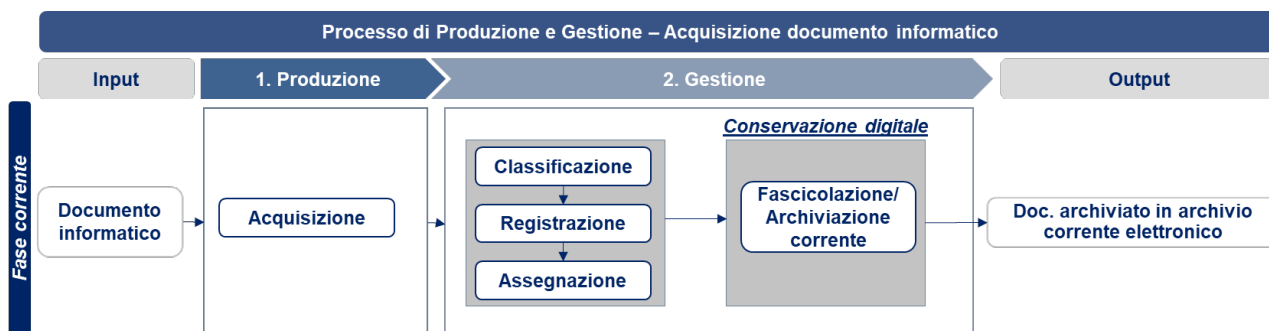 Processo di Produzione e Gestione – Acquisizione documento informatico
Input
1. Produzione
2. Gestione
Output
Fase corrente
Documento
informatico
Acquisizione
Classificazione
Registrazione
Assegnazione
Conservazione digitale
Fascicolazione/
Archiviazione
corrente
Doc. archiviato in archivio
corrente elettronico